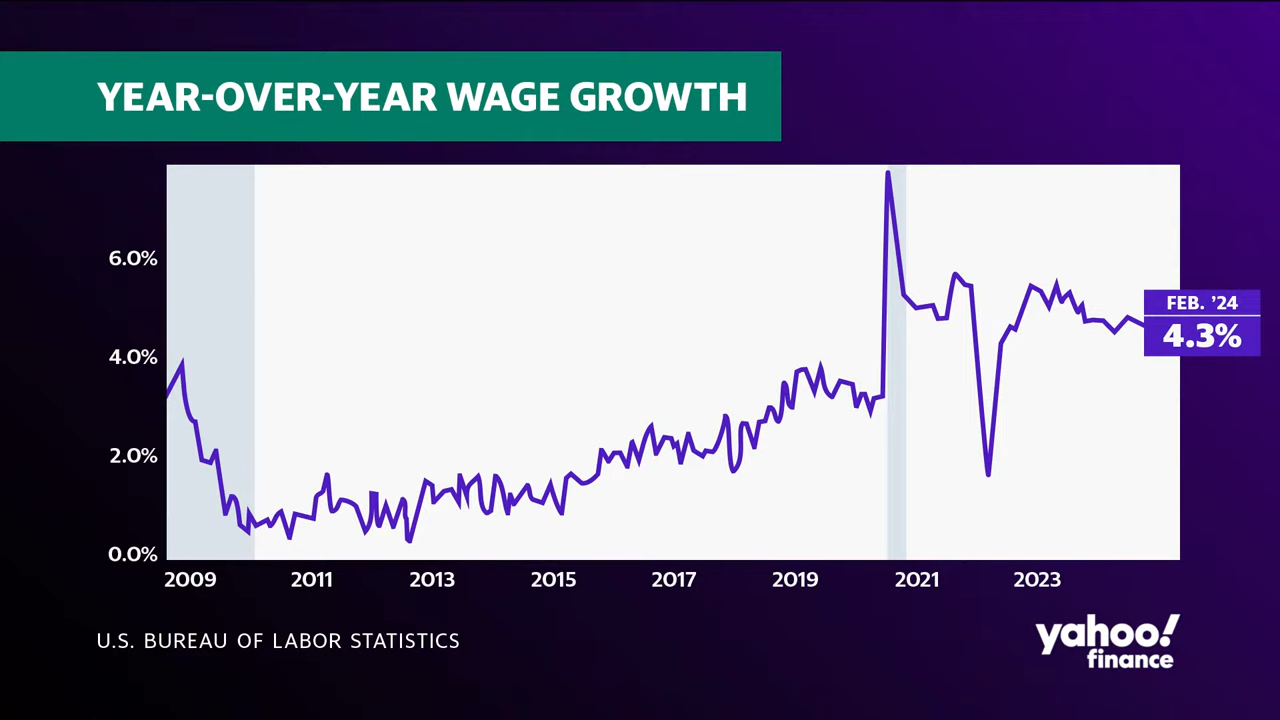 YEAR-OVER-YEAR WAGE GROWTH
6.0%
4.0%
2.0%
0.0%
FEB. ’24
4.3%
2009 2011 2013 2015 2017 2019 2021 2023
U.S. BUREAU OF LABOR STATISTICS
yahoo!
finance